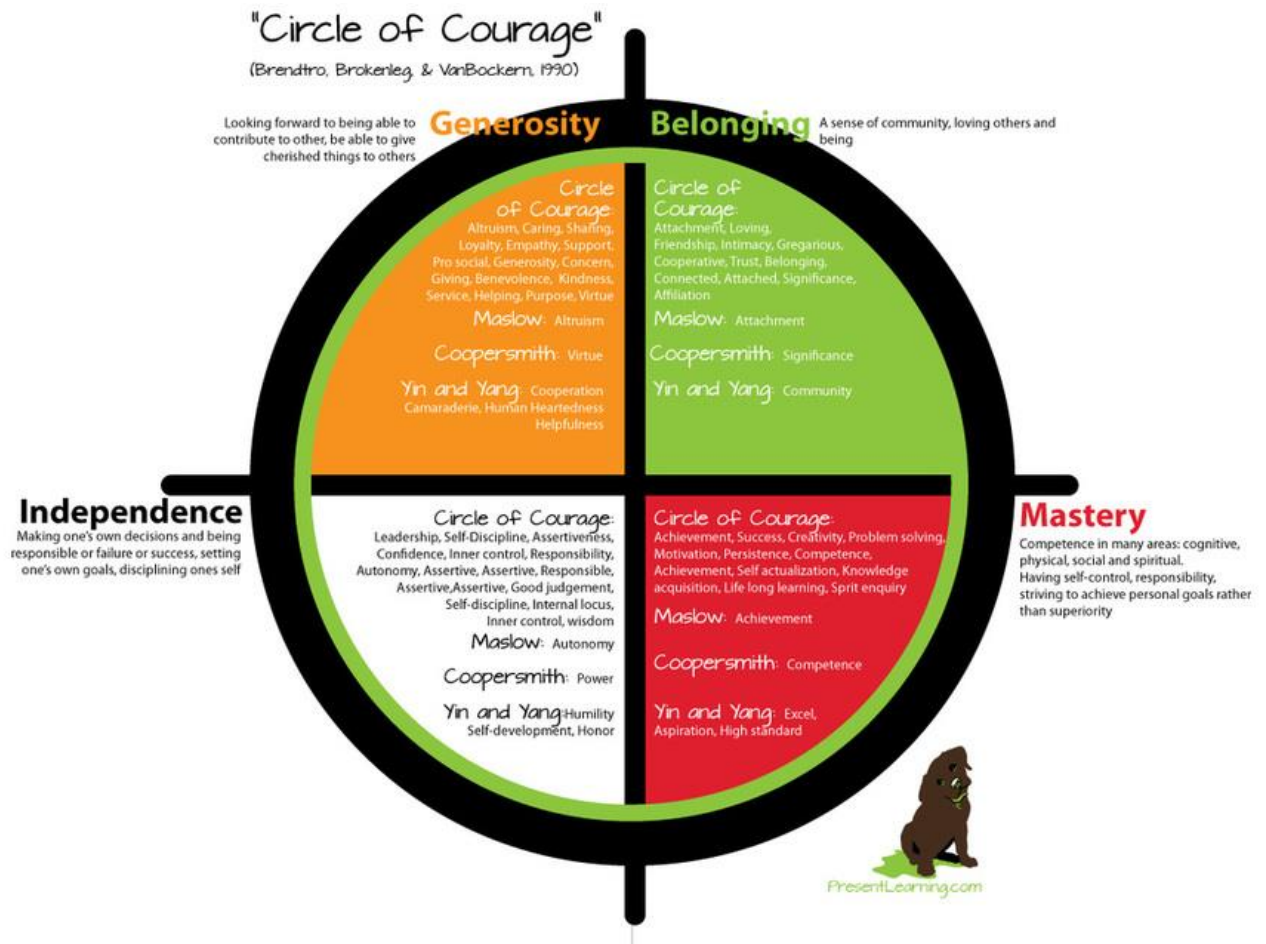 "Circle of Courage"
(Brendtro, Brokenleg, & VanBockern, 1990)
Looking forward to being able to
contribute to other, be able to give
cherished things to others
Generosity
Belonging
A sense of community, loving others and
being
Circle
of Courage:
Altruism, Caring, Sharing,
Loyalty, Empathy, Support,
Pro social, Generosity, Concern,
Giving, Benevolence, Kindness,
Service, Helping, Purpose, Virtue
Maslow: Altruism
Coopersmith: Virtue
Yin and Yang: Cooperation
Camaraderie, Human Heartedness
Helpfulness
Circle of
Courage:
Attachment, Loving,
Friendship, Intimacy, Gregarious,
Cooperative, Trust, Belonging,
Connected, Attached, Significance,
Affiliation
Maslow: Attachment
Coopersmith: Significance
Yin and Yang: Community
Independence
Making one's own decisions and being
responsible or failure or success, setting
one's own goals, disciplining ones self
Circle of Courage:
Leadership, Self-Discipline, Assertiveness,
Confidence, Inner control, Responsibility,
Autonomy, Assertive, Assertive, Responsible,
Assertive,Assertive, Good judgement,
Self-discipline, Internal locus,
Inner control, wisdom
Maslow: Autonomy
Coopersmith: Power
Yin and Yang:Humility
Self-development, Honor
Circle of Courage:
Achievement, Success, Creativity, Problem solving,
Motivation, Persistence, Competence,
Achievement, Self actualization, Knowledge
acquisition, Life long learning, Sprit enquiry
Maslow: Achievement
Coopersmith: Competence
Yin and Yang: Excel,
Aspiration, High standard
Mastery
Competence in many areas: cognitive,
physical, social and spiritual.
Having self-control, responsibility,
striving to achieve personal goals rather
than superiority
PresentLearning.com